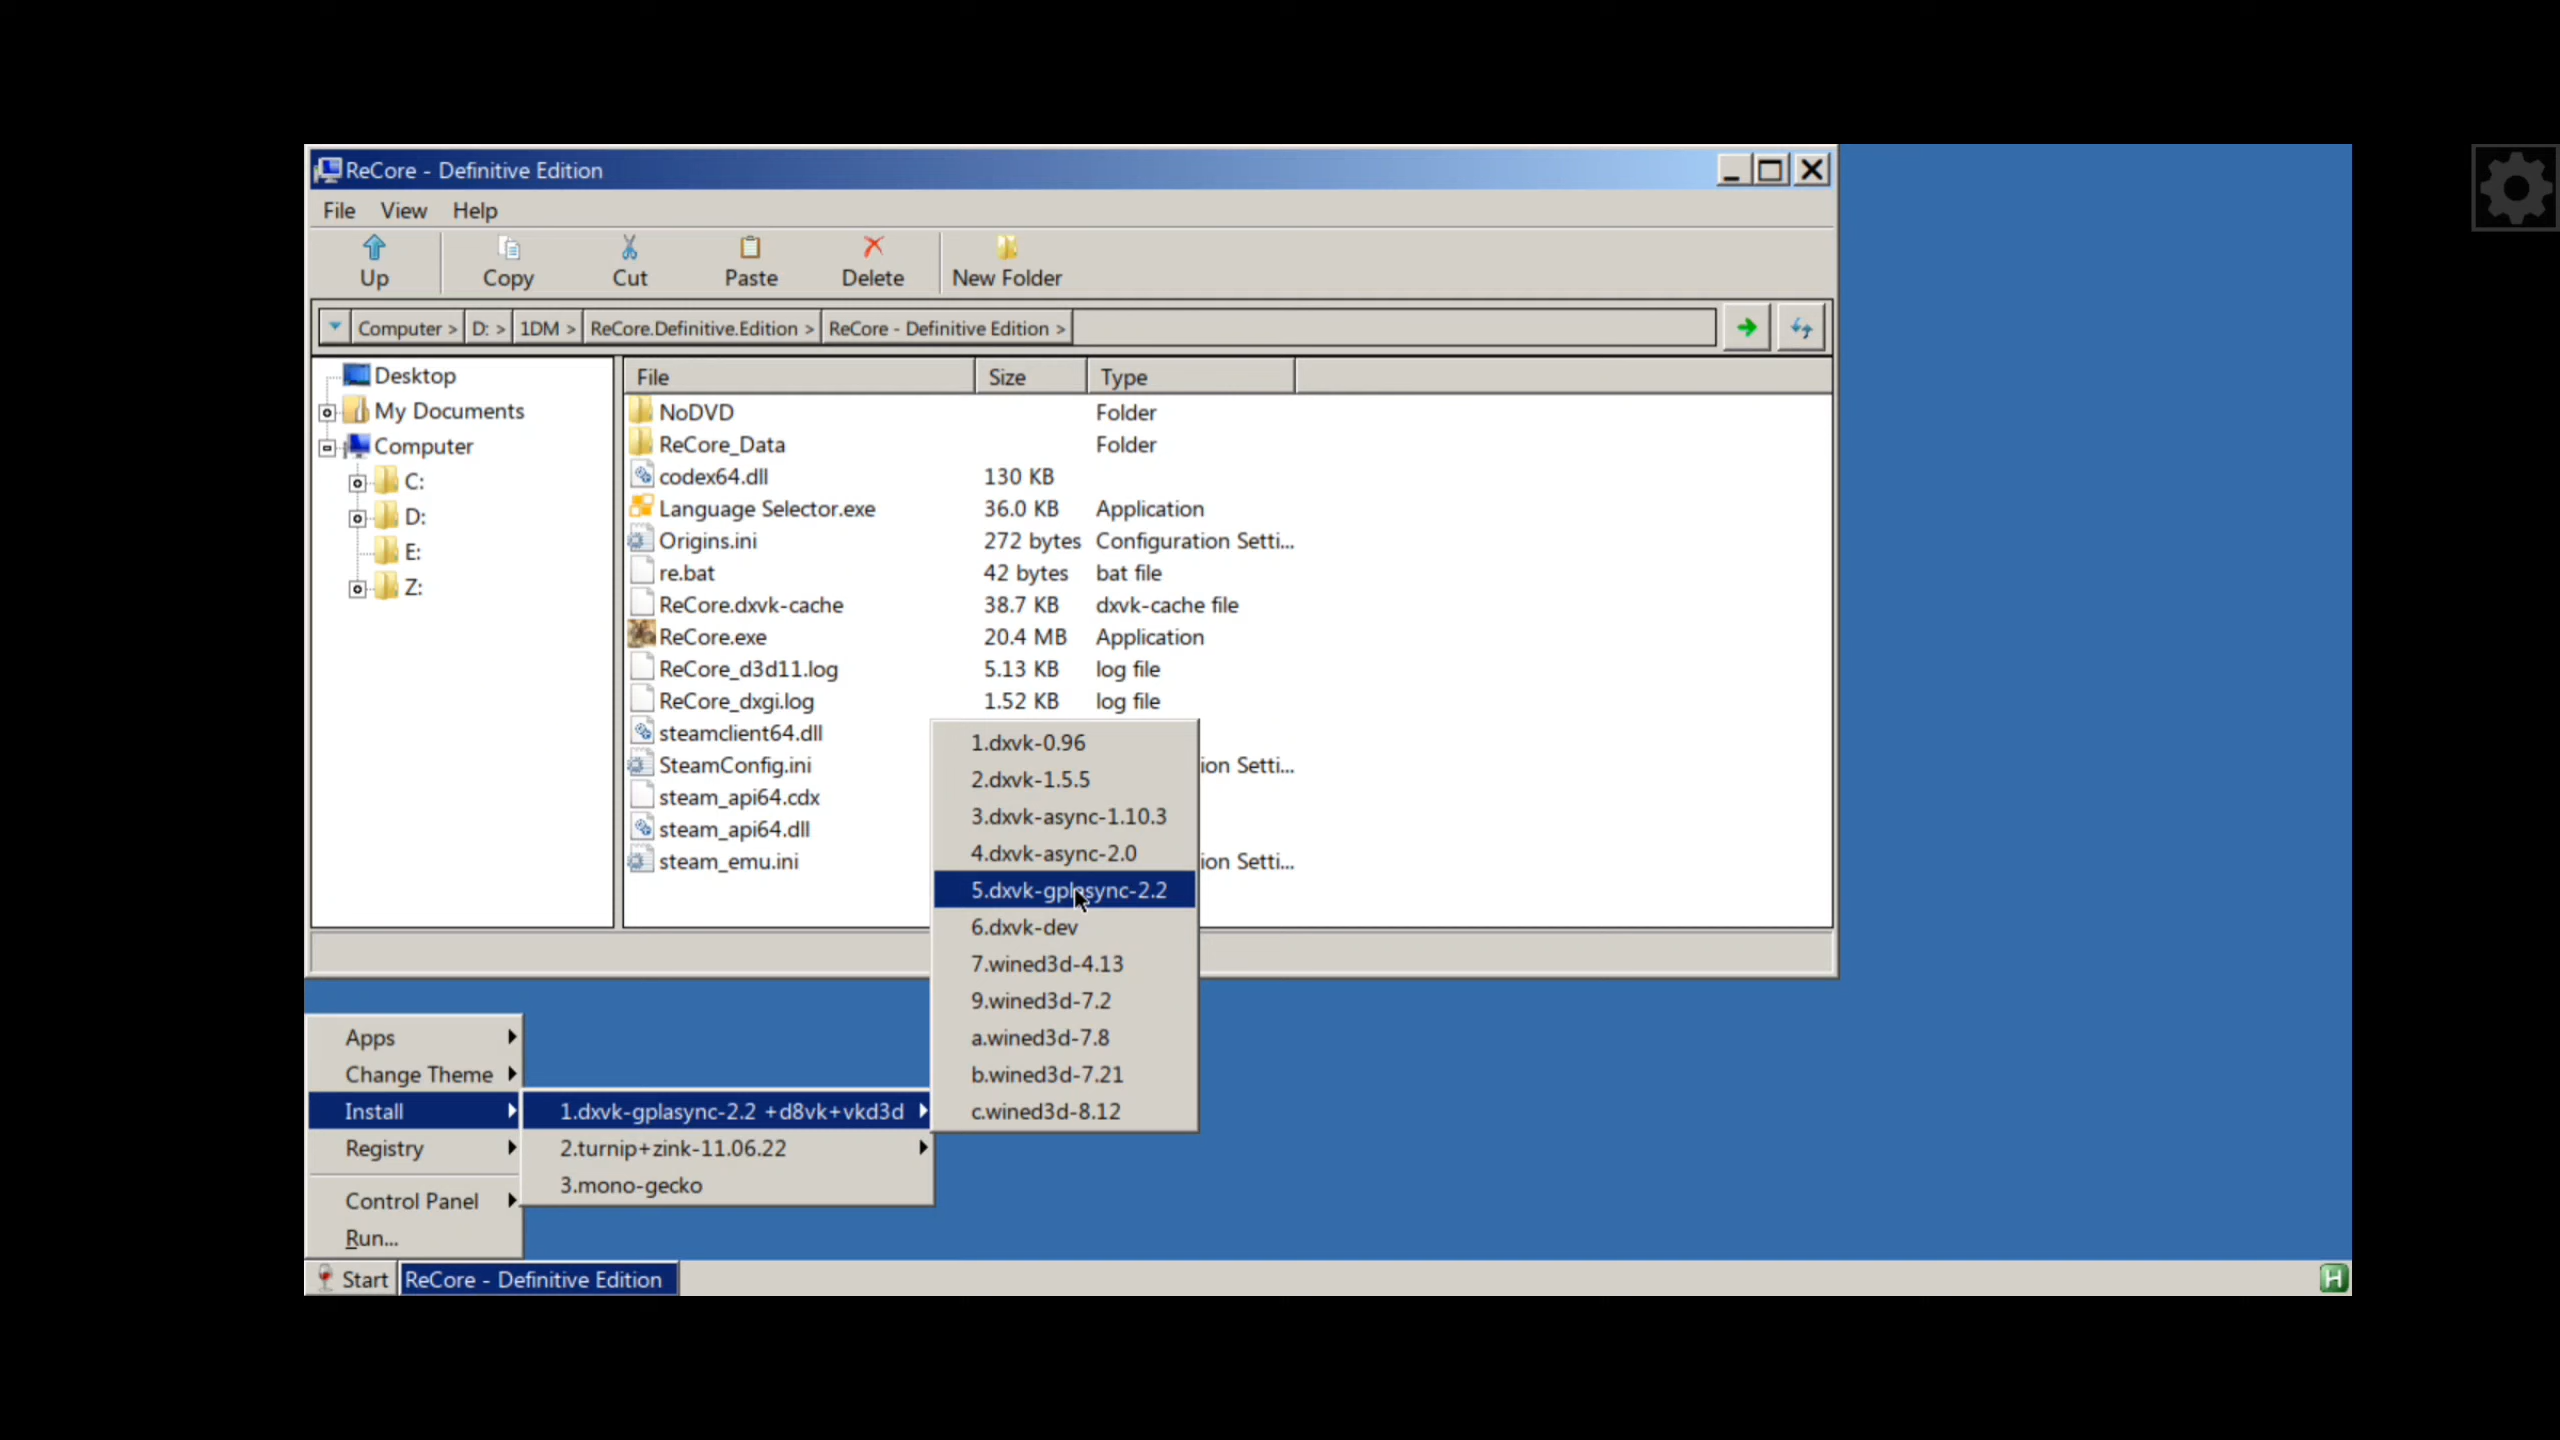 ReCore - Definitive Edition
File View Help
Up Copy Cut Paste Delete New Folder
Computer > D: > 1DM > ReCore.Definitive.Edition > ReCore - Definitive Edition >
Desktop
My Documents
Computer
C:
D:
E:
Z:
File Size Type
NoDVD Folder
ReCore_Data Folder
codex64.dll 130 KB
Language Selector.exe 36.0 KB Application
Origins.ini 272 bytes Configuration Setti...
re.bat 42 bytes bat file
ReCore.dxvk-cache 38.7 KB dxvk-cache file
ReCore.exe 20.4 MB Application
ReCore_d3d11.log 5.13 KB log file
ReCore_dxgi.log 1.52 KB log file
steamclient64.dll
SteamConfig.ini ion Setti...
steam_api64.cdx
steam_api64.dll
steam_emu.ini ion Setti...
1.dxvk-0.96
2.dxvk-1.5.5
3.dxvk-async-1.10.3
4.dxvk-async-2.0
5.dxvk-gplasync-2.2
6.dxvk-dev
7.wined3d-4.13
9.wined3d-7.2
a.wined3d-7.8
b.wined3d-7.21
c.wined3d-8.12
Apps
Change Theme
Install
Registry
Control Panel
Run...
1.dxvk-gplasync-2.2 +d8vk+vkd3d
2.turnip+zink-11.06.22
3.mono-gecko
Start ReCore - Definitive Edition H